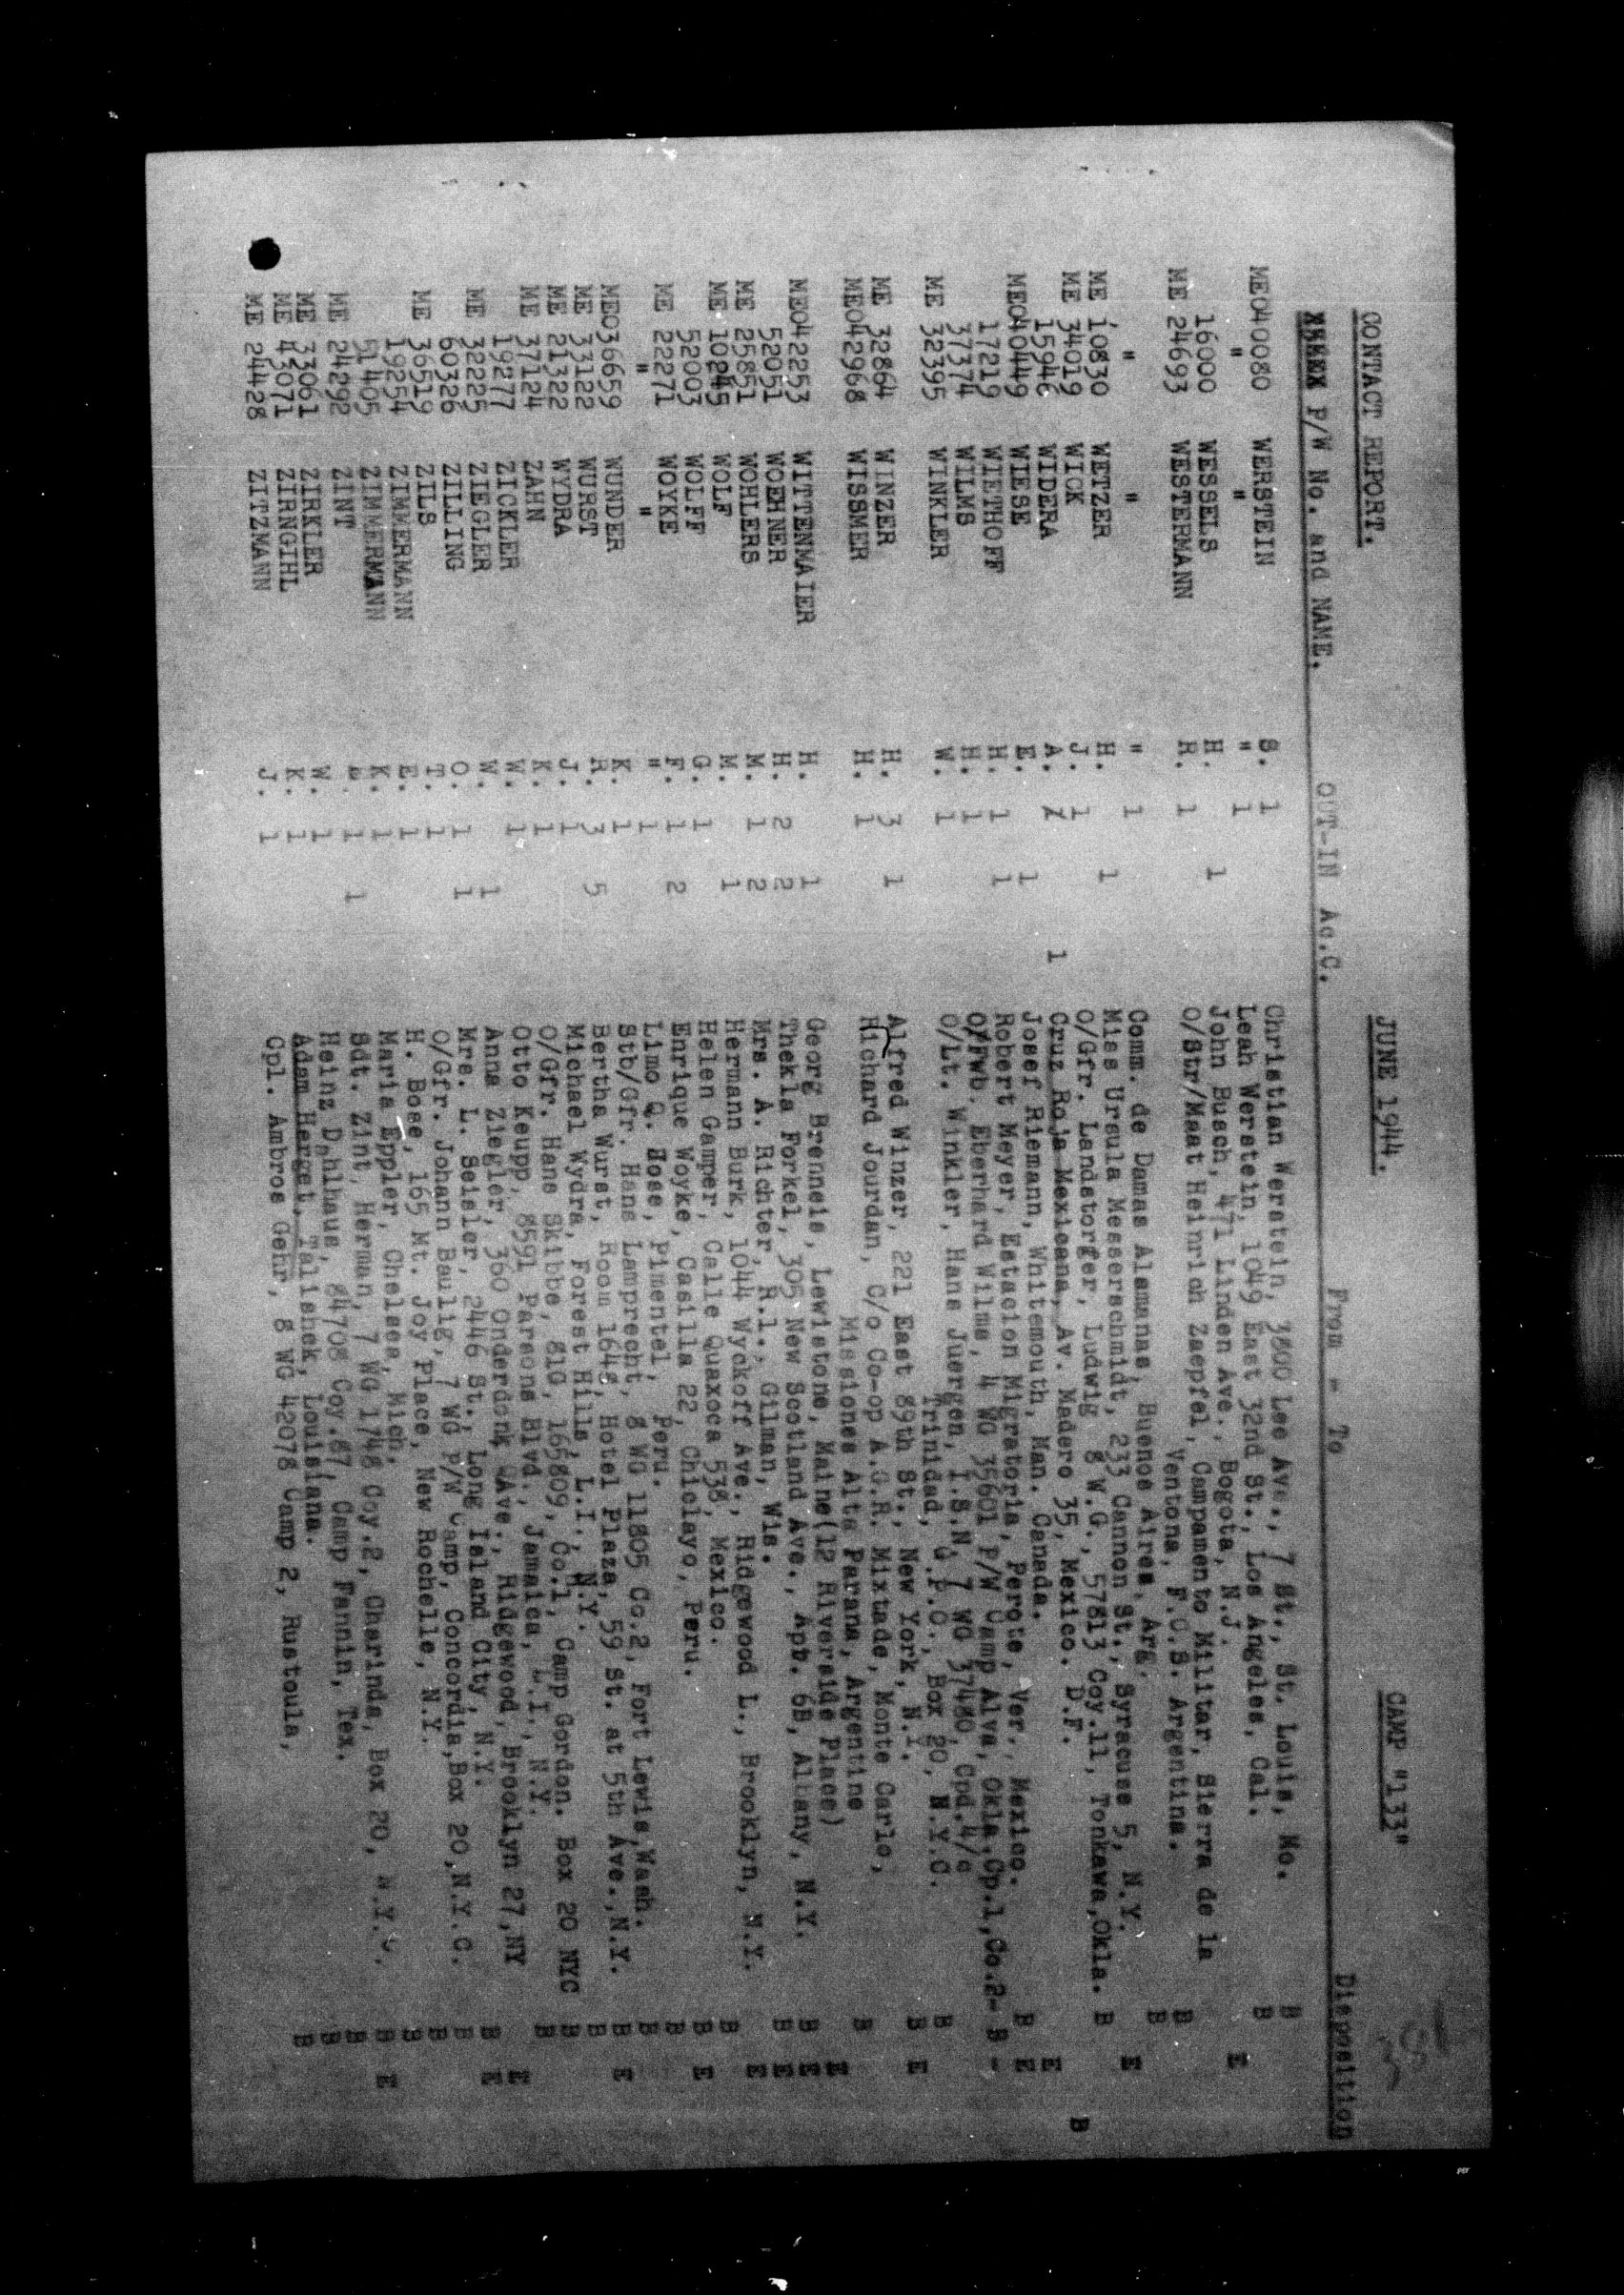 CONTACT REPORT. JUNE 1944. CAMP "133"
P/W No. and NAME. OUT-IN Ac.C. From - To Disposition
MEO40080 WERSTEIN S. 1 Christian Werstein, 3800 Lee Ave., 7 St., St. Louis, Mo. B
" " " 1 Leah Werstein, 1049 East 32nd St., Los Angeles, Cal. B
16000 WESSELS H. 1 John Busch, 471 Linden Ave., Bogota, N.J. E
ME 24693 WESTERMANN H. 1 O/Str/Maat Heinrich Zaepfel, Campamento Militar, Sierra de la
Ventana, F.C.S. Argentina. B
" " " 1 Comm. de Damas Alemanas, Buenos Aires, Arg. B
ME 10830 WETZER H. 1 Miss Ursula Messerschmidt, 233 Cannon St., Syracuse 5, N.Y. E
ME 34019 WICK J. 1 O/Gfr. Landstorfer, Ludwig 8 W.G., 57813 Coy.11, Tonkawa,Okla. B
15946 WIDERA A. 1 Cruz Roja Mexicana, Av. Madero 35, Mexico. D.F. B
MEO40449 WIESE E. 1 Josef Riemann, Whitemouth, Man. Canada. E
17219 WIETHOFF H. 1 1 Robert Meyer, Estacion Migratoria, Perote, Ver., Mexico. B E
37374 WILMS H. 1 O/Fwb. Eberhard Wilms, 4 WG 35601 P/W Camp Alva, Okla.,Cp.1,Co.2- B -
ME 32395 WINKLER W. 1 O/Lt. Winkler, Hans Juergen, I.S.N. 7 WG 37480, Cpd.4/c
Trinidad, G.P.O., Box 20, N.Y.C. B
ME 32864 WINZER H. 3 1 Alfred Winzer, 221 East 89th St., New York, N.Y. B E
MEO42968 WISSMER H. 1 Richard Jourdan, C/o Co-op A.G.R. Mixtade, Monte Carlo,
Missiones Alta Parana, Argentine B
MEO42253 WITTENMAIER H. 1 Georg Brenneis, Lewistone, Maine(12 Riverside Place) E
52051 WOEHNER H. 2 2 Thekla Forkel, 305 New Scotland Ave., Apt. 6B, Albany, N.Y. B E
ME 25851 WOHLERS M. 1 2 Mrs. A. Richter, R.1., Gilman, Wis. B E
ME 10245 WOLF M. 1 Hermann Burk, 1044 Wyckoff Ave., Ridgewood L., Brooklyn, N.Y. E
52003 WOLFF G. 1 Helen Gamper, Calle Quaxoca 538, Mexico. B
ME 22271 WOYKE F. 1 2 Enrique Woyke, Casilla 22, Chiclayo, Peru. B E
" " " 1 Limo Q. Hose, Pimentel, Peru. B
MEO36659 WUNDER K. 1 Stb/Gfr. Hans Lamprecht, 8 WG 11805 Co.2, Fort Lewis,Wash. B
ME 33122 WURST R. 3 5 Bertha Wurst, Room 1648, Hotel Plaza, 59 St. at 5th Ave.,N.Y. B E
ME 21322 WYDRA J. 1 Michael Wydra, Forest Hills, L.I., N.Y. B
ME 37124 ZAHN K. 1 O/Gfr. Hans Skibbe, 81G, 165809, Co.1, Camp Gordon. Box 20 NYC B
19277 ZICKLER W. 1 Otto Keupp, 8591 Parsons Blvd., Jamaica, L.I., N.Y. B
ME 32225 ZIEGLER W. 1 Anna Ziegler, 360 Onderdonk Ave., Ridgewood, Brooklyn 27,NY E
60326 ZILLING O. 1 1 Mrs. L. Seisler, 2446 St., Long Island City, N.Y. B E
ME 36519 ZILS T. 1 O/Gfr. Johann Baullig, 7 WG P/W Camp, Concordia,Box 20,N.Y.C. B
19254 ZIMMERMANN E. 1 H. Bose, 165 Mt. Joy Place, New Rochelle, N.Y. B
51405 ZIMMERMANN K. 1 Maria Eppler, Chelsea, Mich. B
ME 24292 ZINT 1 1 Sdt. Zint, Herman, 7 WG 1748 Coy.2, Charinda, Box 20, N.Y.C. B E
ME 33061 ZIRKLER W. 1 Heinz Dahlhaus, 84708 Coy.87, Camp Fannin, Tex. B
ME 43071 ZIRNGIHL K. 1 Adam Herget, Talishek, Louisiana. B
ME 24428 ZITZMANN J. 1 Cpl. Ambros Gehr, 8 WG 42078 Camp 2, Rustoula, B